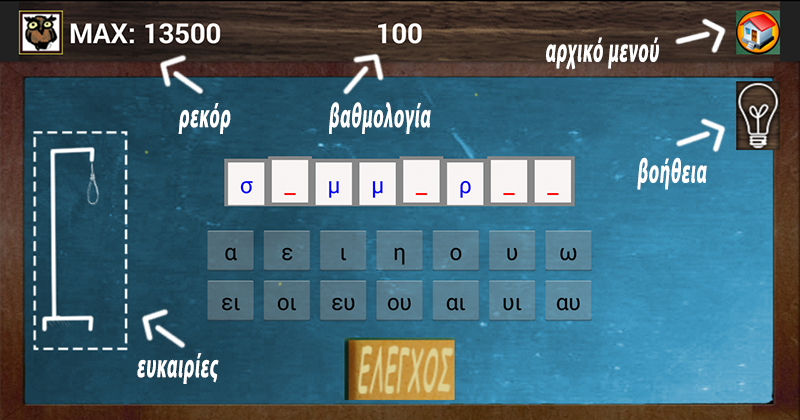 MAX: 13500
100
αρχικό μενού
ρεκόρ
βαθμολογία
βοήθεια
σ _ μ μ _ ρ _ _
α ε ι η ο υ ω
ει οι ευ ου αι υι αυ
ευκαιρίες
ΕΛΕΓΧΟΣ